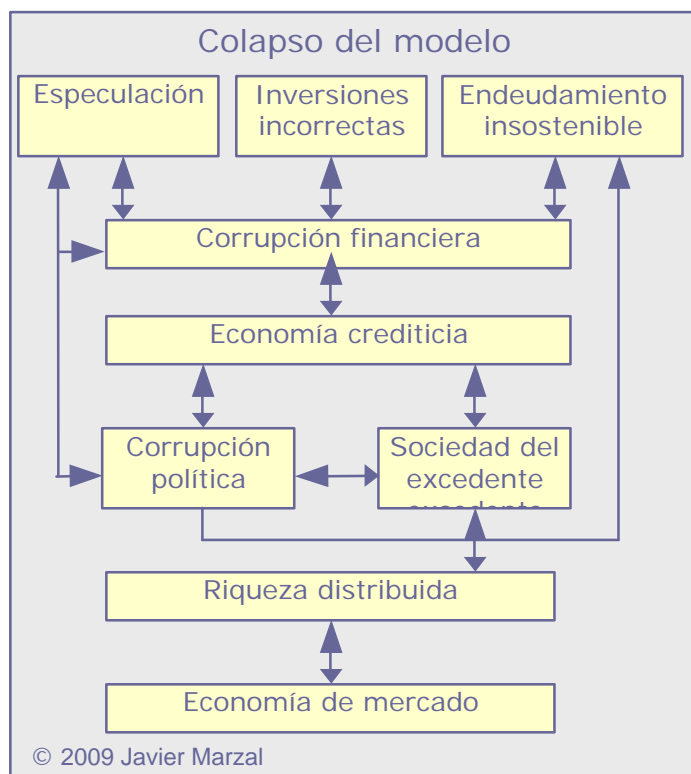 Colapso del modelo
Especulación
Inversiones
incorrectas
Endeudamiento
insostenible
Corrupción financiera
Economía crediticia
Corrupción
política
Sociedad del
excedente
excedente
Riqueza distribuida
Economía de mercado
© 2009 Javier Marzal